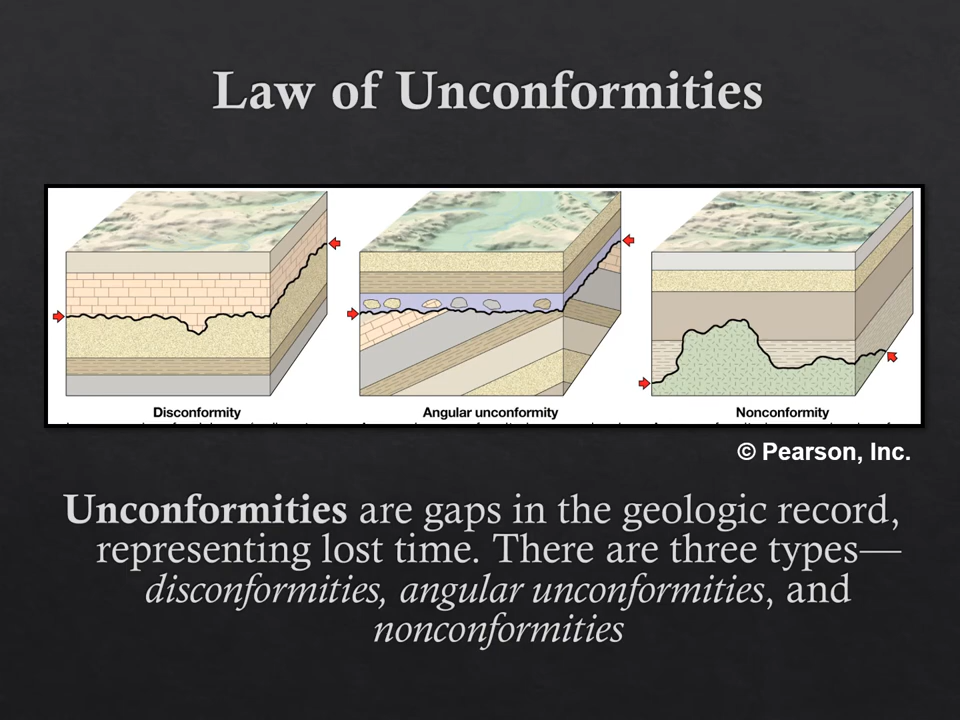 Law of Unconformities
Disconformity
Angular unconformity
Nonconformity
© Pearson, Inc.
Unconformities are gaps in the geologic record,
representing lost time. There are three types—
disconformities, angular unconformities, and
nonconformities